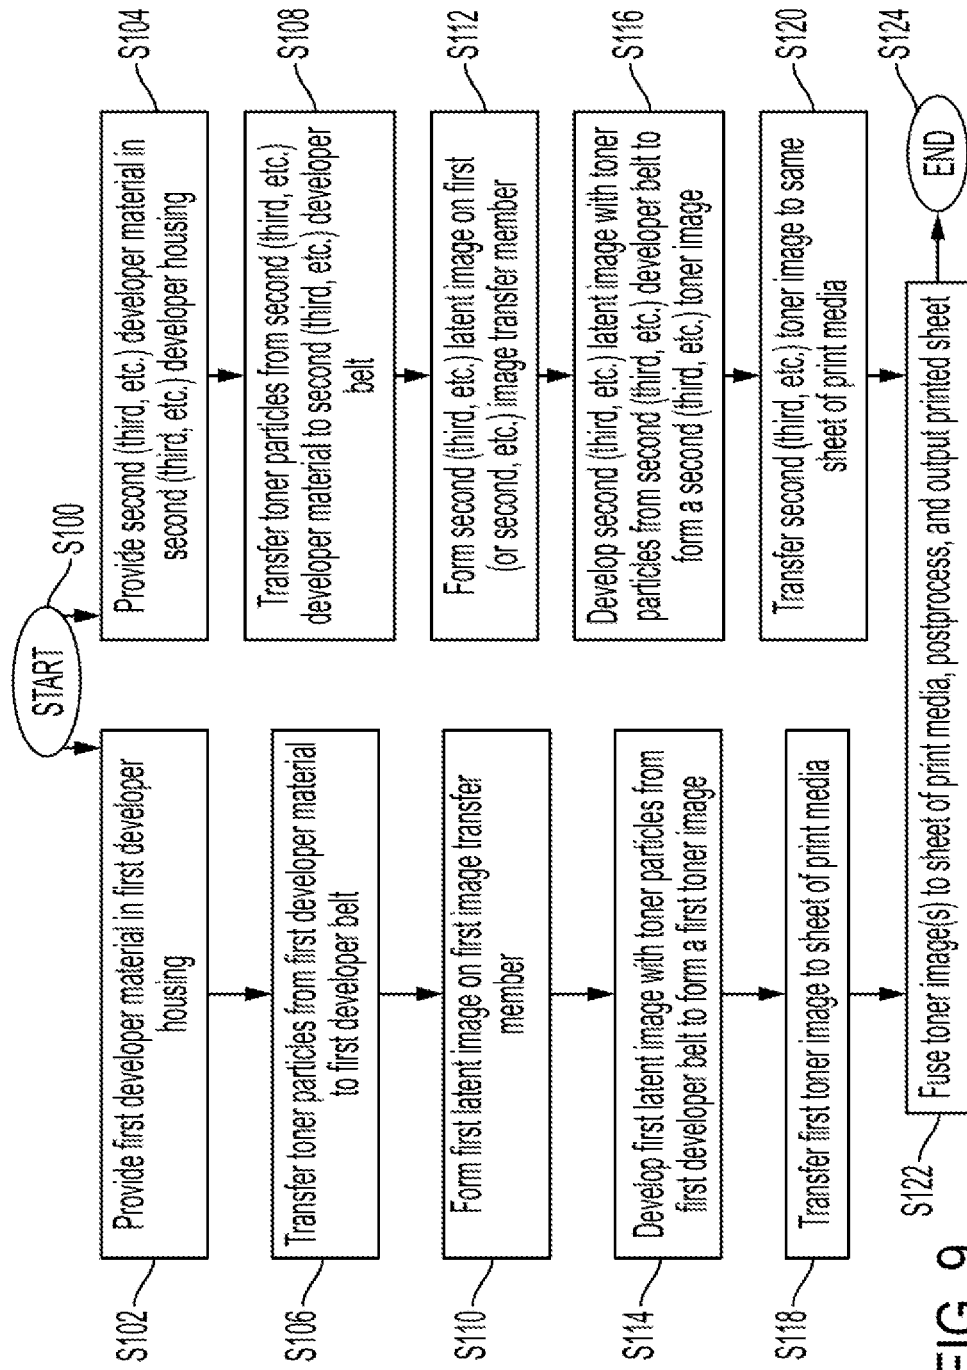 START
S100
S102
Provide first developer material in first developer
housing
S104
Provide second (third, etc.) developer material in
second (third, etc.) developer housing
S106
Transfer toner particles from first developer material
to first developer belt
S108
Transfer toner particles from second (third, etc.)
developer material to second (third, etc.) developer
belt
S110
Form first latent image on first image transfer
member
S112
Form second (third, etc.) latent image on first
(or second, etc.) image transfer member
S114
Develop first latent image with toner particles from
first developer belt to form a first toner image
S116
Develop second (third, etc.) latent image with toner
particles from second (third, etc.) developer belt to
form a second (third, etc.) toner image
S118
Transfer first toner image to sheet of print media
S120
Transfer second (third, etc.) toner image to same
sheet of print media
S122
Fuse toner image(s) to sheet of print media, postprocess, and output printed sheet
END
S124
FIG. 9